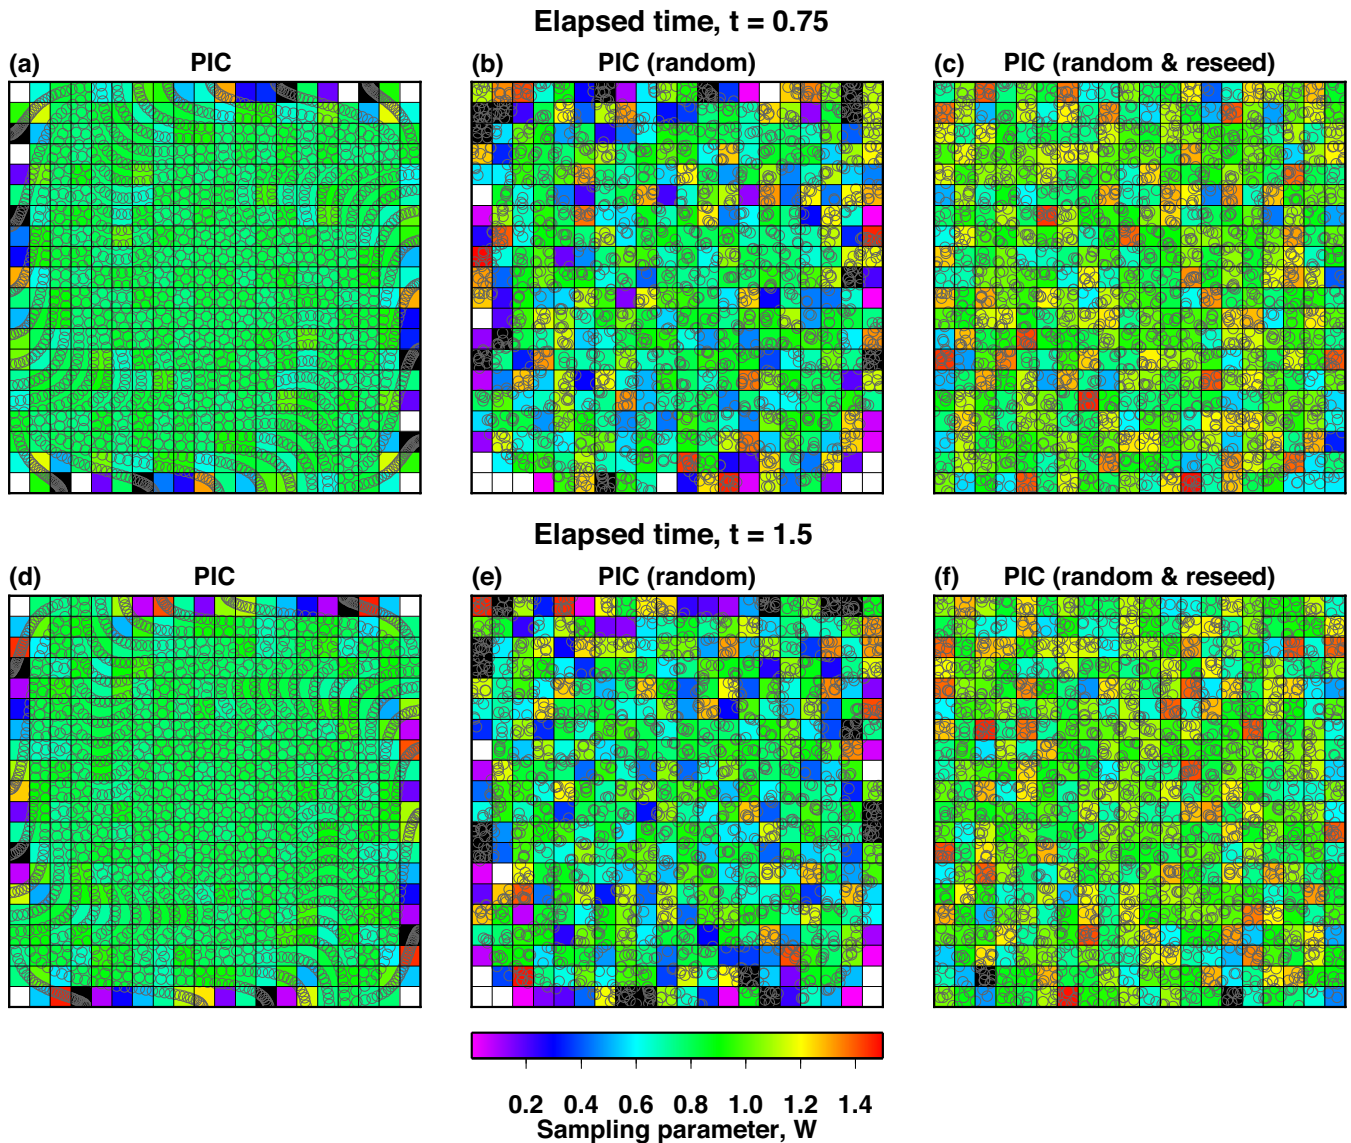 Elapsed time, t = 0.75
(a) PIC
(b) PIC (random)
(c) PIC (random & reseed)
Elapsed time, t = 1.5
(d) PIC
(e) PIC (random)
(f) PIC (random & reseed)
0.2 0.4 0.6 0.8 1.0 1.2 1.4
Sampling parameter, W